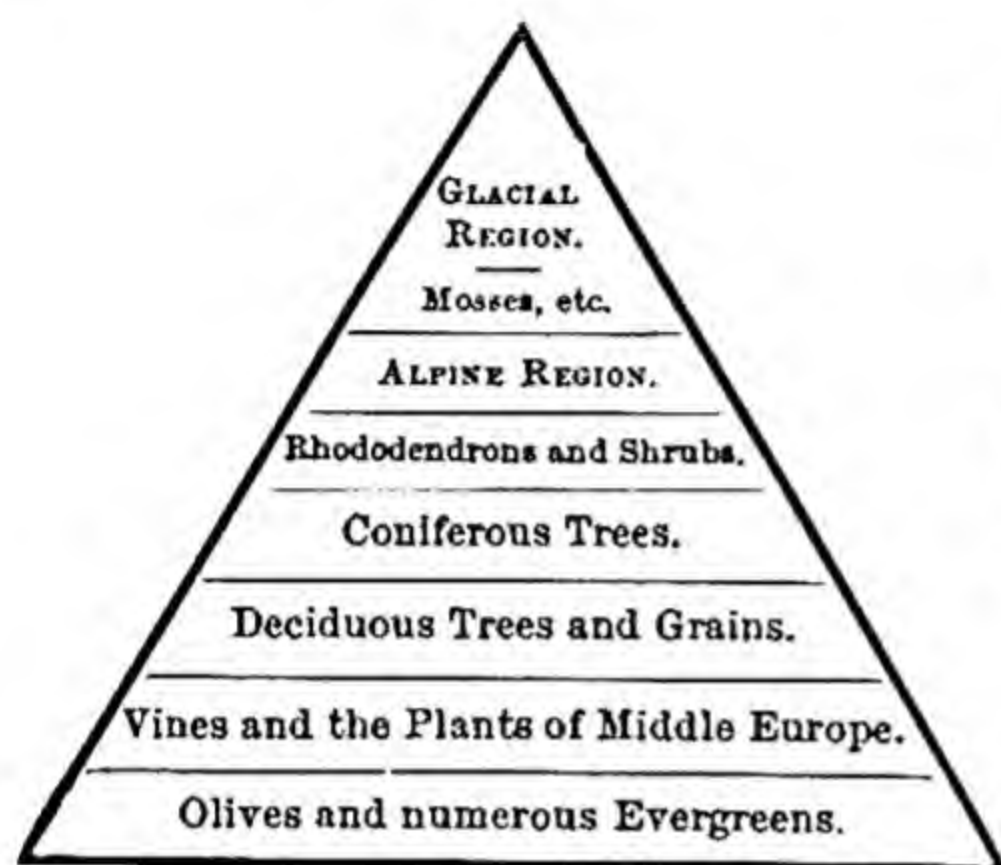 GLACIAL
REGION.
Mosses, etc.
ALPINE REGION.
Rhododendrons and Shrubs.
Coniferous Trees.
Deciduous Trees and Grains.
Vines and the Plants of Middle Europe.
Olives and numerous Evergreens.